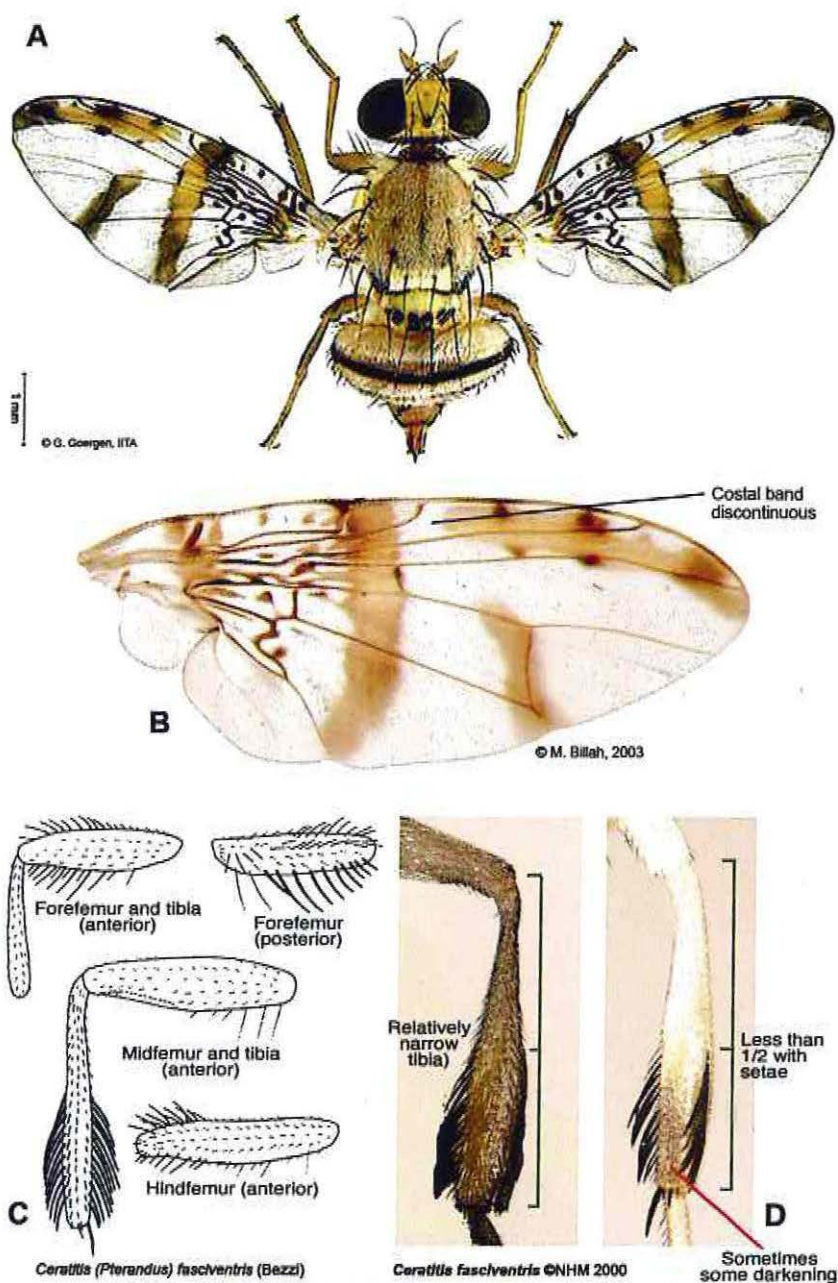 A
1 mm
© G. Goergen, IITA
Costal band
discontinuous
B
© M. Billah, 2003
Forefemur and tibia
(anterior)
Forefemur
(posterior)
Midfemur and tibia
(anterior)
Hindfemur (anterior)
C
Ceratitis (Pterandus) fasciventris (Bezzi)
Relatively
narrow
tibia)
Less than
1/2 with
setae
D
Sometimes
some darkening
Ceratitis fasciventris ©NHM 2000